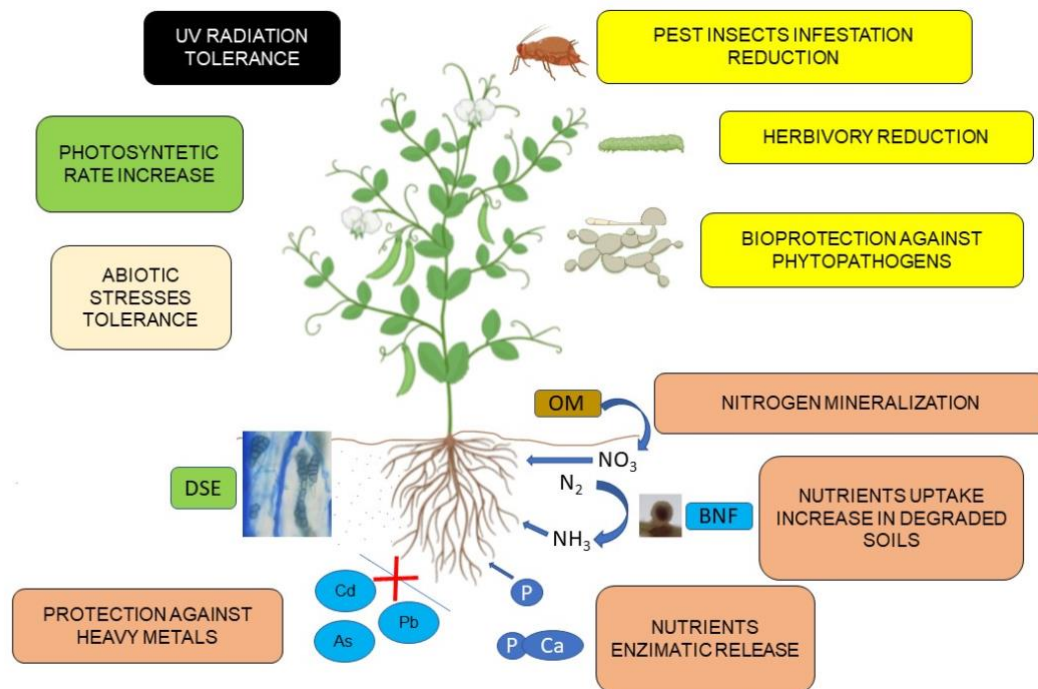 UV RADIATION
TOLERANCE
PEST INSECTS INFESTATION
REDUCTION
PHOTOSYNTETIC
RATE INCREASE
HERBIVORY REDUCTION
ABIOTIC
STRESSES
TOLERANCE
BIOPROTECTION AGAINST
PHYTOPATHOGENS
OM
NITROGEN MINERALIZATION
DSE
NO₃
N₂
NH₃
BNF
NUTRIENTS UPTAKE
INCREASE IN DEGRADED
SOILS
PROTECTION AGAINST
HEAVY METALS
Cd
Pb
As
P
P Ca
NUTRIENTS
ENZIMATIC RELEASE